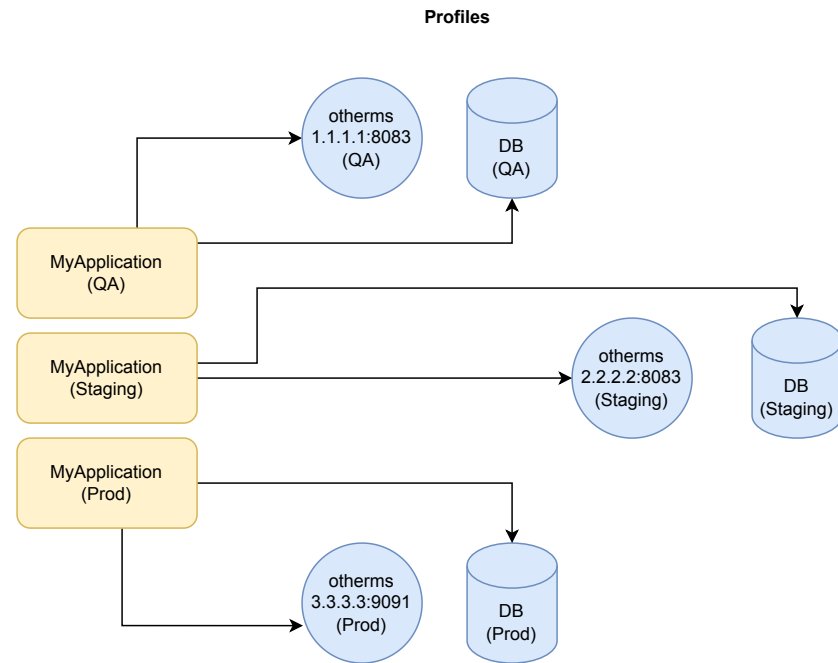 Profiles
otherms
1.1.1.1:8083
(QA)
DB
(QA)
MyApplication
(QA)
MyApplication
(Staging)
otherms
2.2.2.2:8083
(Staging)
DB
(Staging)
MyApplication
(Prod)
otherms
3.3.3.3:9091
(Prod)
DB
(Prod)